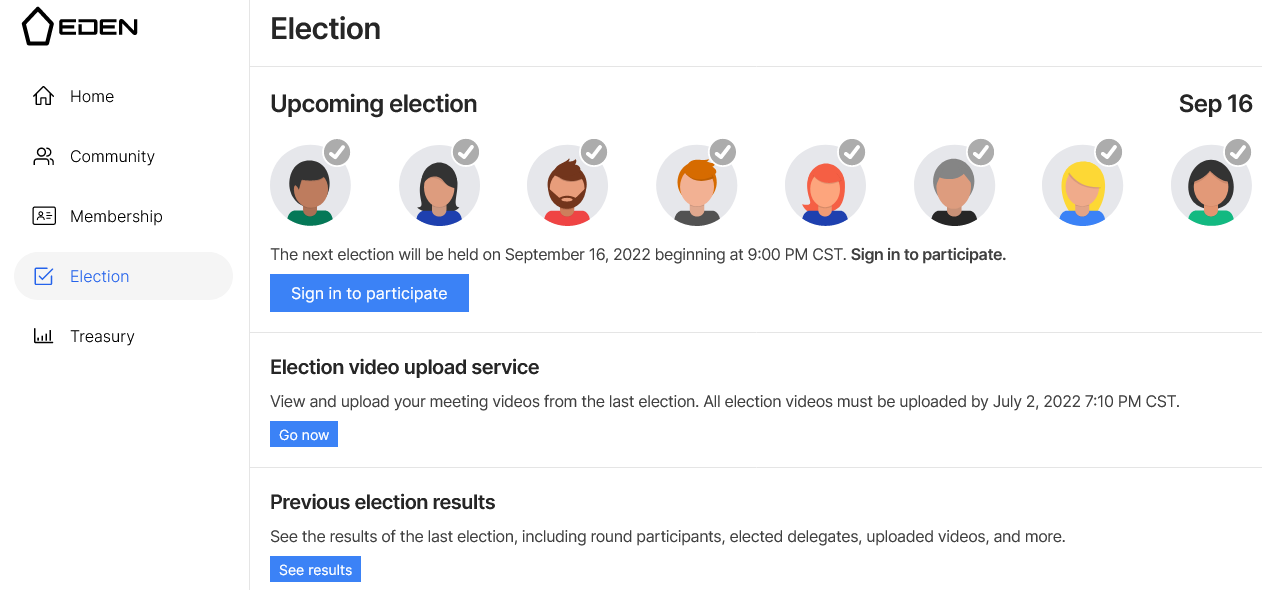 EDEN
Home
Community
Membership
Election
Treasury
Election
Upcoming election
Sep 16
The next election will be held on September 16, 2022 beginning at 9:00 PM CST. Sign in to participate.
Sign in to participate
Election video upload service
View and upload your meeting videos from the last election. All election videos must be uploaded by July 2, 2022 7:10 PM CST.
Go now
Previous election results
See the results of the last election, including round participants, elected delegates, uploaded videos, and more.
See results